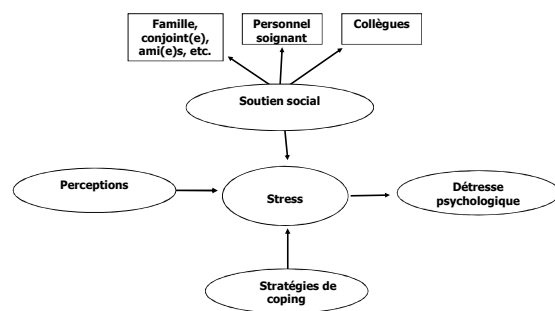 Famille,
conjoint(e),
ami(e)s, etc.
Personnel
soignant
Collègues
Soutien social
Perceptions
Stress
Détresse
psychologique
Stratégies de
coping